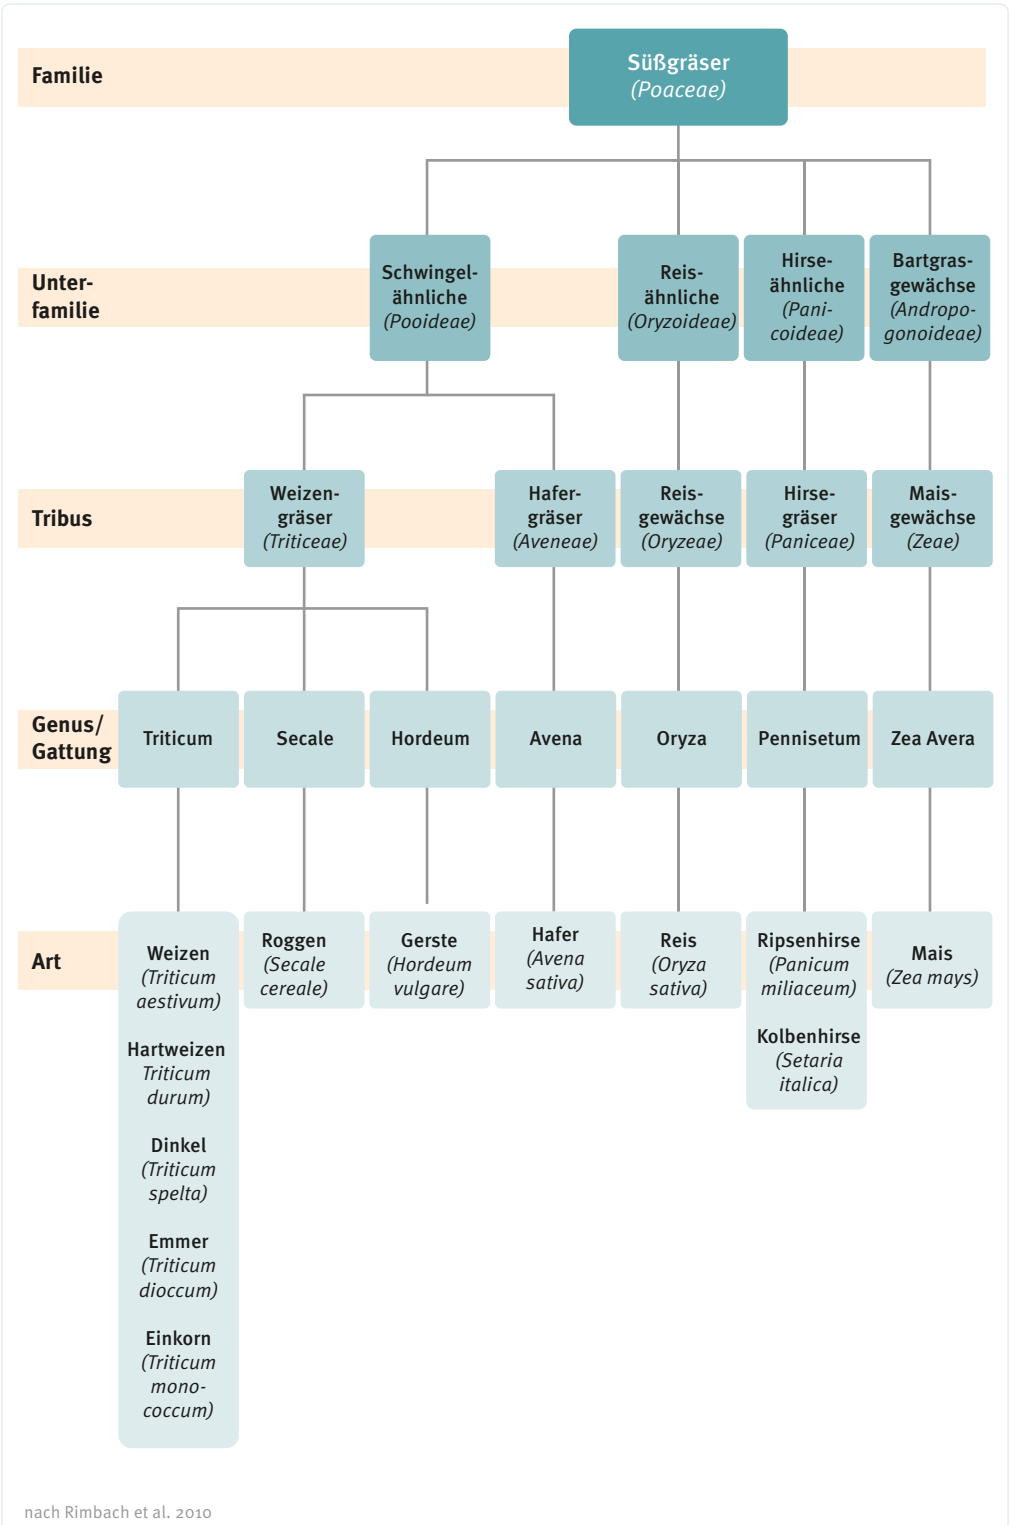 Familie
Süßgräser
(Poaceae)
Unter-
familie
Schwingel-
ähnliche
(Pooideae)
Reis-
ähnliche
(Oryzoideae)
Hirse-
ähnliche
(Pani-
coideae)
Bartgras-
gewächse
(Andropo-
gonoideae)
Tribus
Weizen-
gräser
(Triticeae)
Hafer-
gräser
(Aveneae)
Reis-
gewächse
(Oryzeae)
Hirse-
gräser
(Paniceae)
Mais-
gewächse
(Zeae)
Genus/
Gattung
Triticum
Secale
Hordeum
Avena
Oryza
Pennisetum
Zea Avera
Art
Weizen
(Triticum
aestivum)
Hartweizen
Triticum
durum)
Dinkel
(Triticum
spelta)
Emmer
(Triticum
dioccum)
Einkorn
(Triticum
mono-
coccum)
Roggen
(Secale
cereale)
Gerste
(Hordeum
vulgare)
Hafer
(Avena
sativa)
Reis
(Oryza
sativa)
Ripsenhirse
(Panicum
miliaceum)
Kolbenhirse
(Setaria
italica)
Mais
(Zea mays)
nach Rimbach et al. 2010